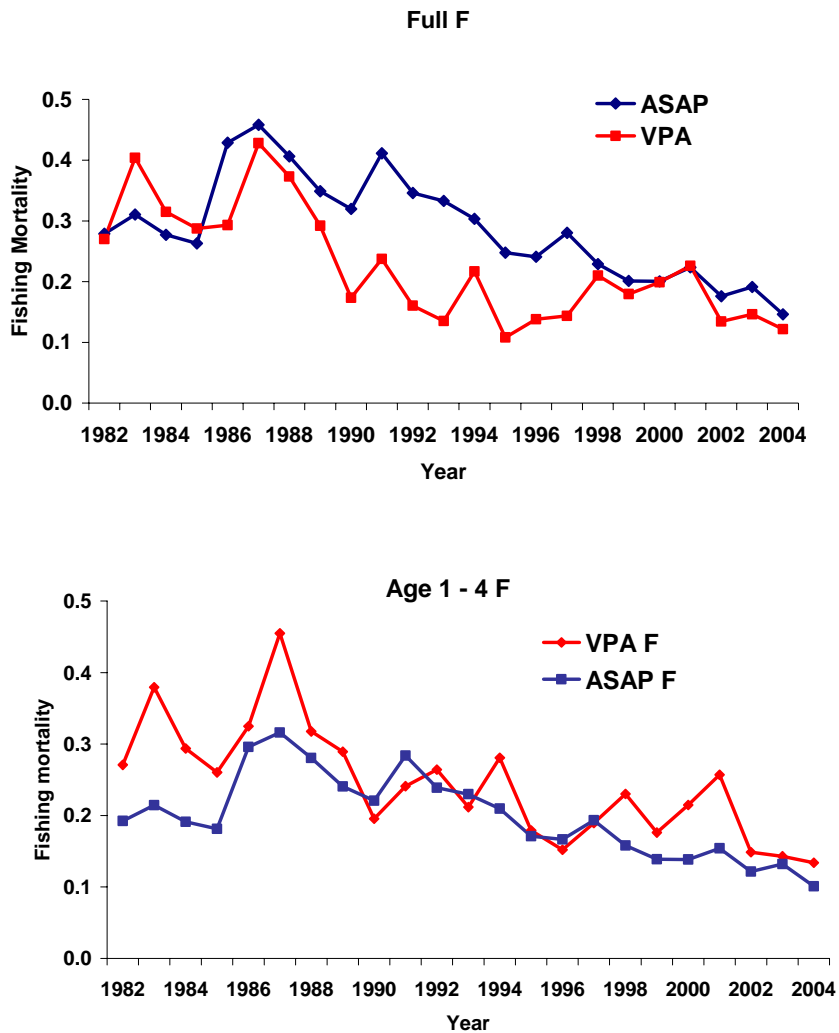 Full F
0.5
0.4
0.3
0.2
0.1
0.0
Fishing Mortality
ASAP
VPA
1982 1984 1986 1988 1990 1992 1994 1996 1998 2000 2002 2004
Year
Age 1 - 4 F
0.5
0.4
0.3
0.2
0.1
0.0
Fishing mortality
VPA F
ASAP F
1982 1984 1986 1988 1990 1992 1994 1996 1998 2000 2002 2004
Year